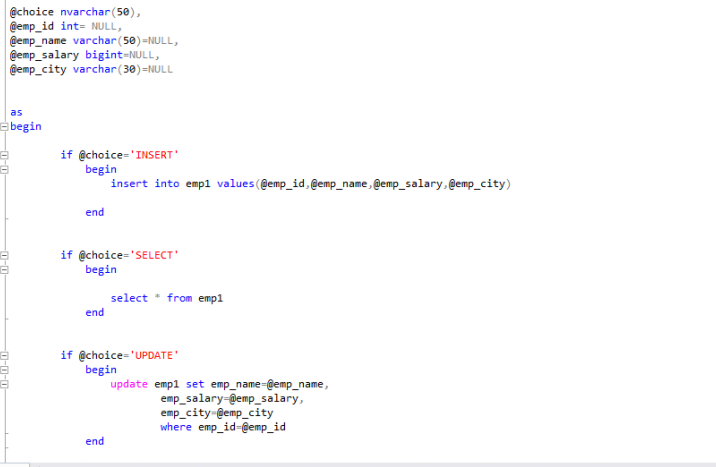 @choice nvarchar(50),
@emp_id int= NULL,
@emp_name varchar(50)=NULL,
@emp_salary bigint=NULL,
@emp_city varchar(30)=NULL
as
begin
if @choice='INSERT'
begin
insert into emp1 values(@emp_id,@emp_name,@emp_salary,@emp_city)
end
if @choice='SELECT'
begin
select * from emp1
end
if @choice='UPDATE'
begin
update emp1 set emp_name=@emp_name,
emp_salary=@emp_salary,
emp_city=@emp_city
where emp_id=@emp_id
end